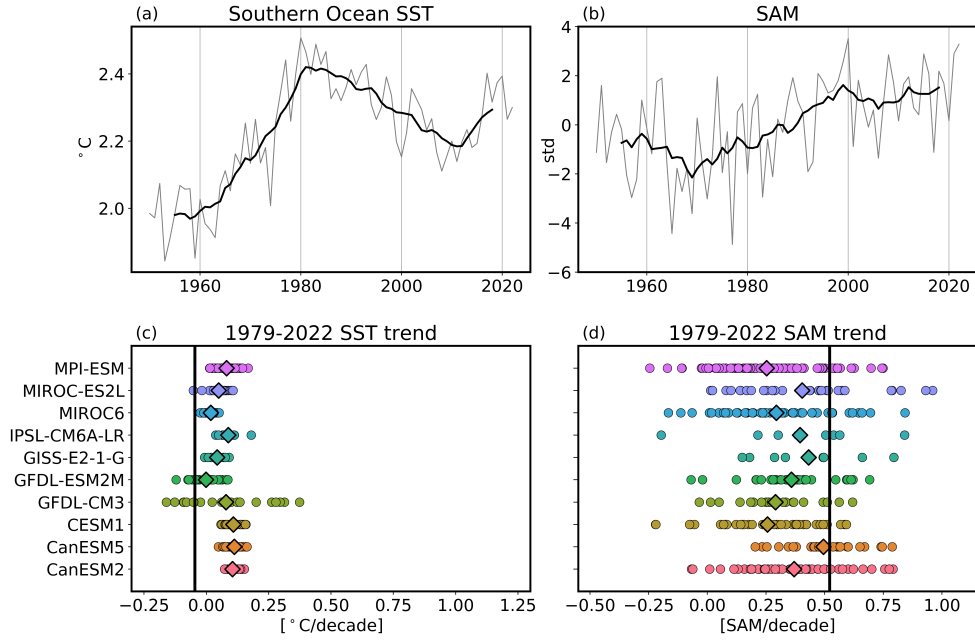 (a) Southern Ocean SST
2.4
2.2
2.0
°C
1960 1980 2000 2020
(b) SAM
4
2
0
−2
−4
−6
std
1960 1980 2000 2020
(c) 1979-2022 SST trend
MPI-ESM
MIROC-ES2L
MIROC6
IPSL-CM6A-LR
GISS-E2-1-G
GFDL-ESM2M
GFDL-CM3
CESM1
CanESM5
CanESM2
−0.25 0.00 0.25 0.50 0.75 1.00 1.25
[°C/decade]
(d) 1979-2022 SAM trend
−0.50 −0.25 0.00 0.25 0.50 0.75 1.00
[SAM/decade]